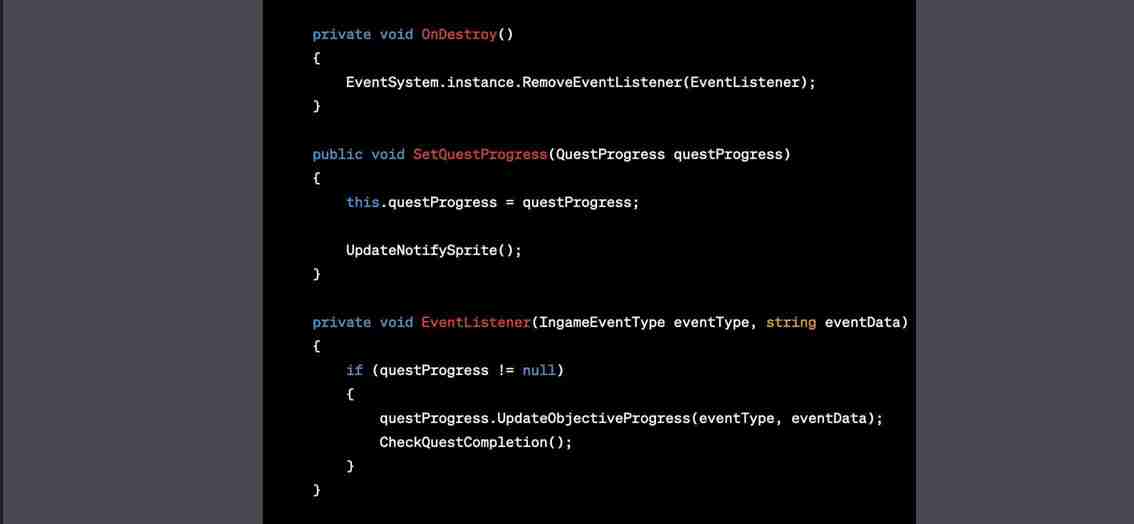 private void OnDestroy()
{
    EventSystem.instance.RemoveEventListener(EventListener);
}
public void SetQuestProgress(QuestProgress questProgress)
{
    this.questProgress = questProgress;
    UpdateNotifySprite();
}
private void EventListener(IngameEventType eventType, string eventData)
{
    if (questProgress != null)
    {
        questProgress.UpdateObjectiveProgress(eventType, eventData);
        CheckQuestCompletion();
    }
}